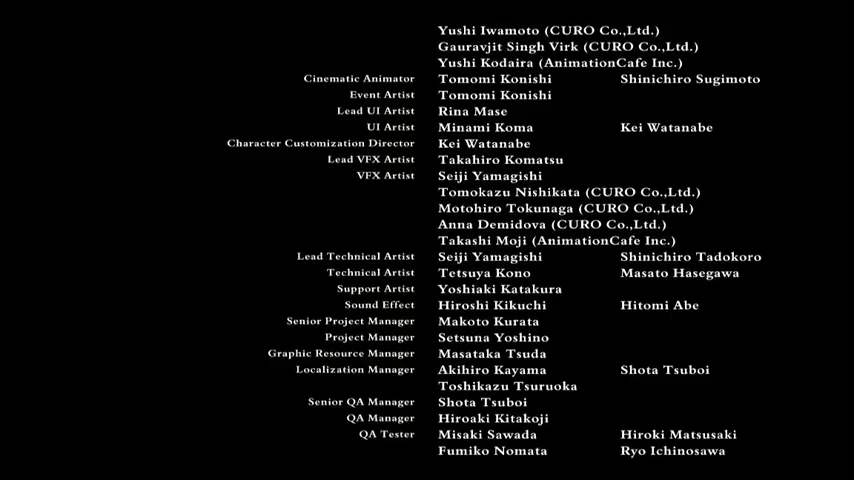 Yushi Iwamoto (CURO Co.,Ltd.)
Gauravjit Singh Virk (CURO Co.,Ltd.)
Yushi Kodaira (AnimationCafe Inc.)
Cinematic Animator Tomomi Konishi Shinichiro Sugimoto
Event Artist Tomomi Konishi
Lead UI Artist Rina Mase
UI Artist Minami Koma Kei Watanabe
Character Customization Director Kei Watanabe
Lead VFX Artist Takahiro Komatsu
VFX Artist Seiji Yamagishi
Tomokazu Nishikata (CURO Co.,Ltd.)
Motohiro Tokunaga (CURO Co.,Ltd.)
Anna Demidova (CURO Co.,Ltd.)
Takashi Moji (AnimationCafe Inc.)
Lead Technical Artist Seiji Yamagishi Shinichiro Tadokoro
Technical Artist Tetsuya Kono Masato Hasegawa
Support Artist Yoshiaki Katakura
Sound Effect Hiroshi Kikuchi Hitomi Abe
Senior Project Manager Makoto Kurata
Project Manager Setsuna Yoshino
Graphic Resource Manager Masataka Tsuda
Localization Manager Akihiro Kayama Shota Tsuboi
Toshikazu Tsuruoka
Senior QA Manager Shota Tsuboi
QA Manager Hiroaki Kitakoji
QA Tester Misaki Sawada Hiroki Matsusaki
Fumiko Nomata Ryo Ichinosawa